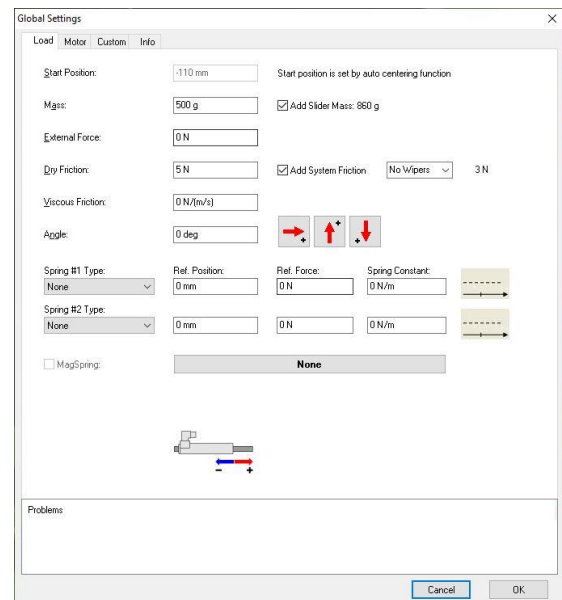 Global Settings
Load Motor Custom Info
Start Position: -110 mm Start position is set by auto centering function
Mass: 500 g Add Slider Mass: 860 g
External Force: 0 N
Dry Friction: 5 N Add System Friction No Wipers 3 N
Viscous Friction: 0 N/(m/s)
Angle: 0 deg + + +
Spring #1 Type: Ref. Position: Ref. Force: Spring Constant:
None 0 mm 0 N 0 N/m
Spring #2 Type:
None 0 mm 0 N 0 N/m
MagSpring: None
- +
Problems
Cancel OK